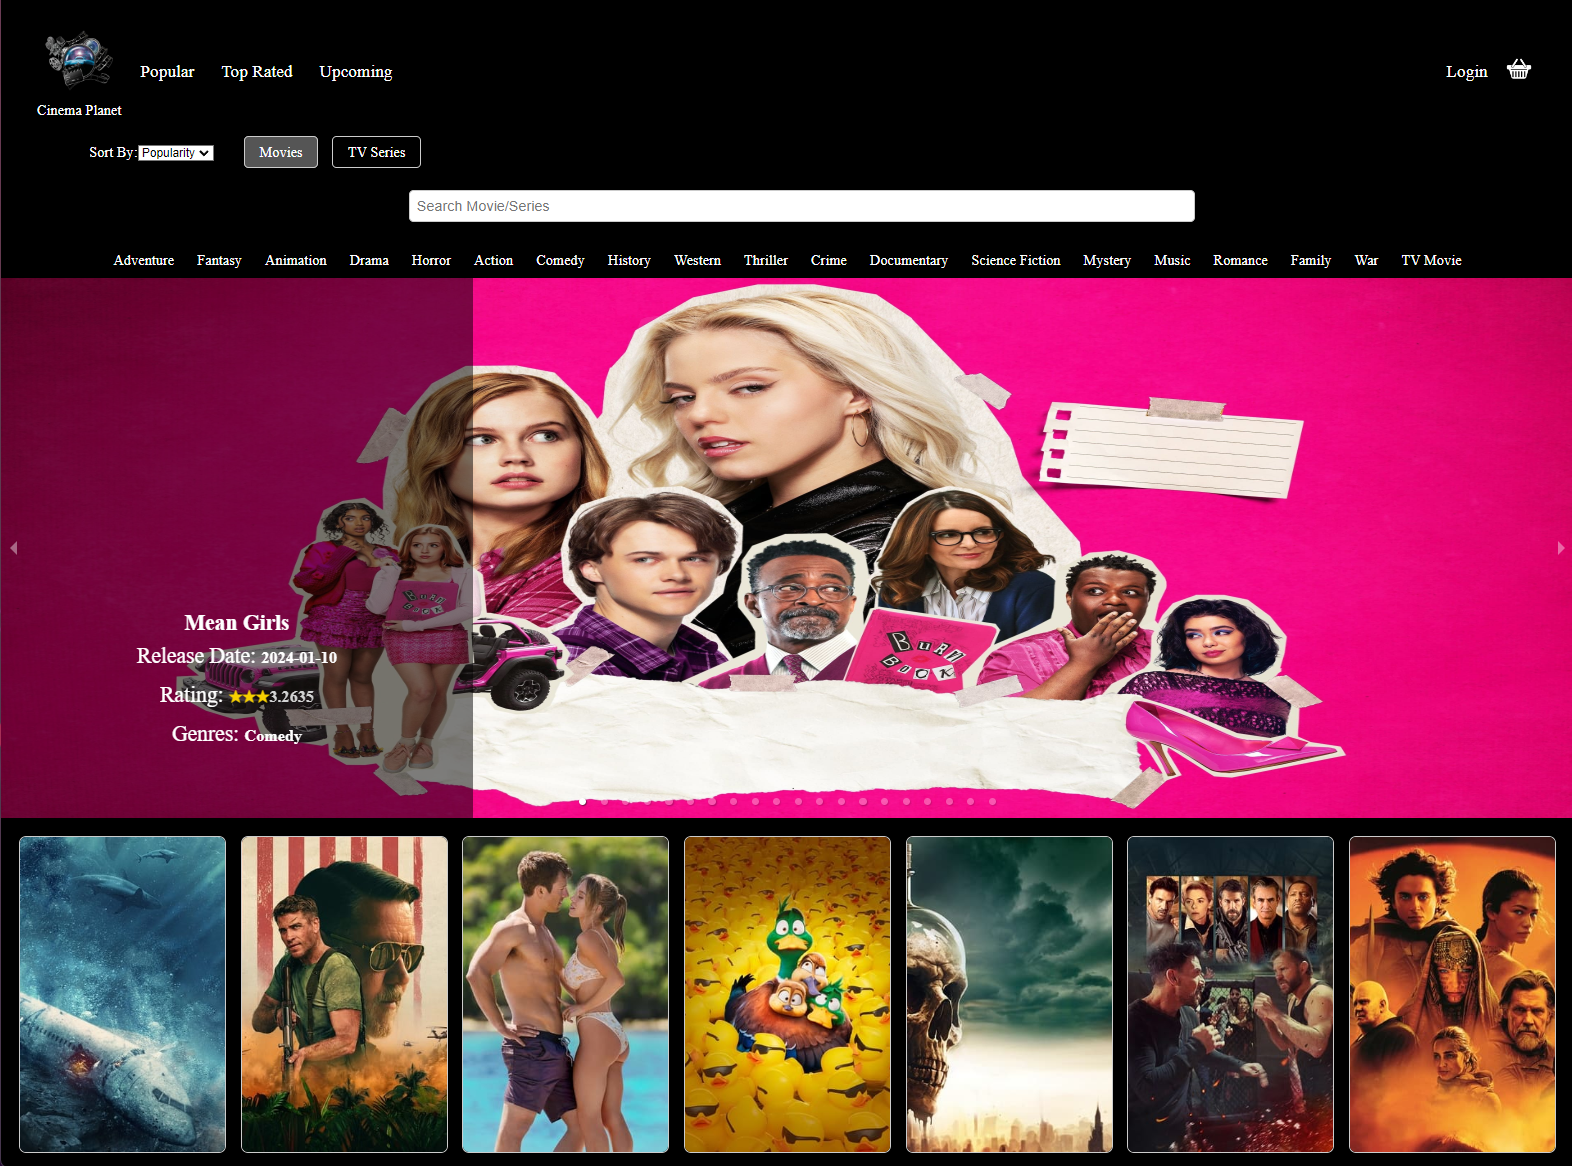 Popular Top Rated Upcoming
Login
Cinema Planet
Sort By: Popularity Movies TV Series
Search Movie/Series
Adventure Fantasy Animation Drama Horror Action Comedy History Western Thriller Crime Documentary Science Fiction Mystery Music Romance Family War TV Movie
BURN
BOOK
BURN
BOOK
Mean Girls
Release Date: 2024-01-10
Rating: ⭐⭐⭐3.2635
Genres: Comedy